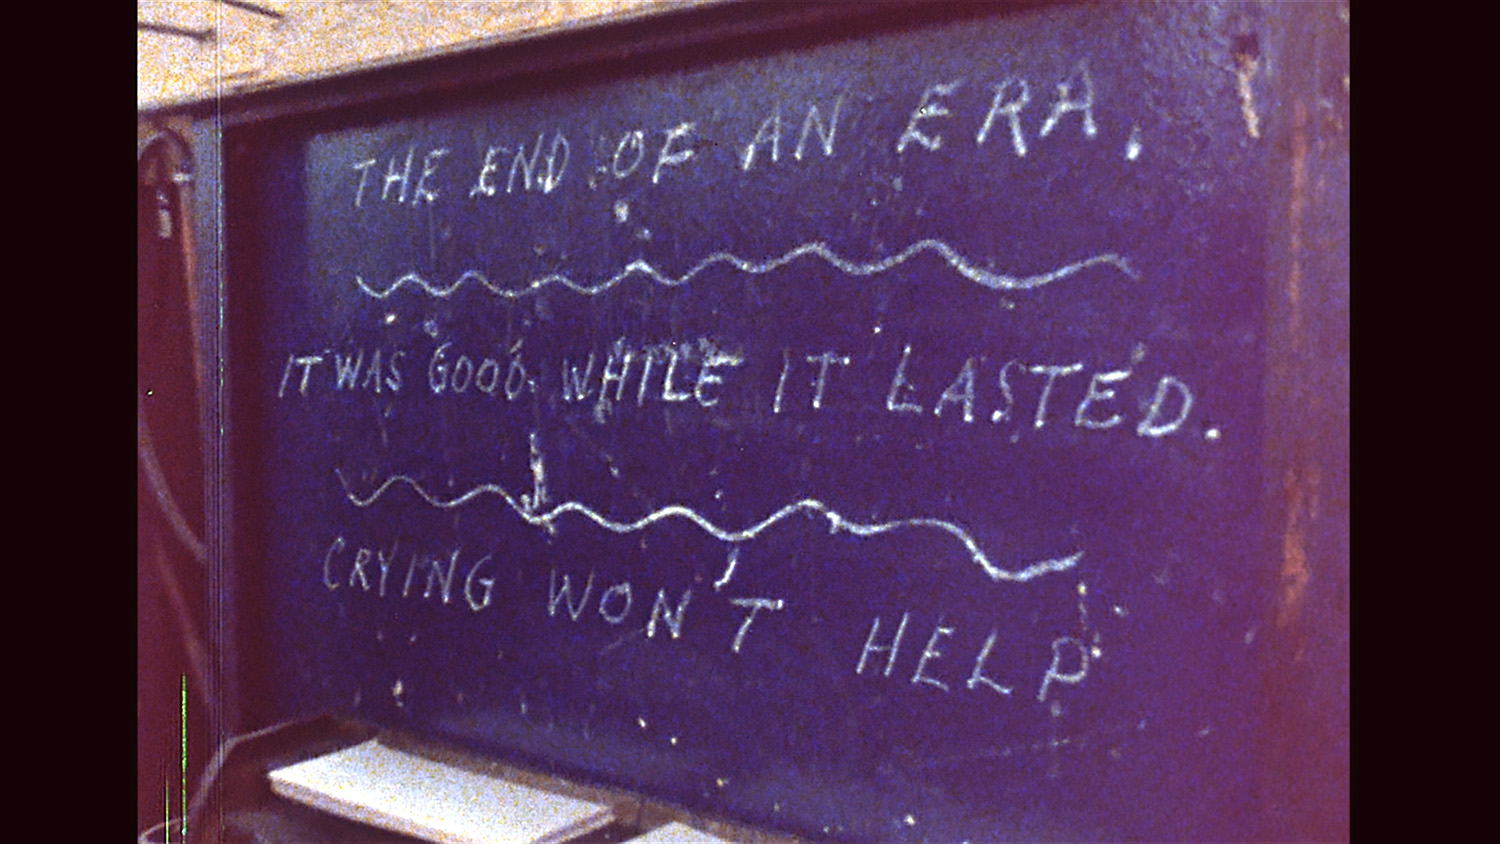 THE END OF AN ERA.
IT WAS GOOD WHILE IT LASTED.
CRYING WON'T HELP